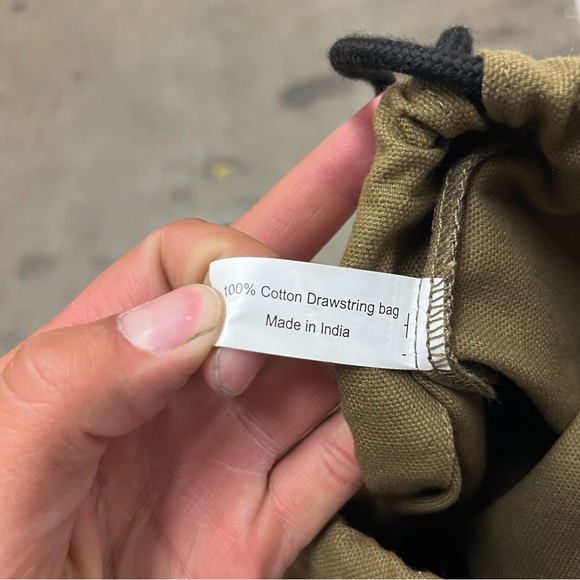 100% Cotton Drawstring bag
Made in India